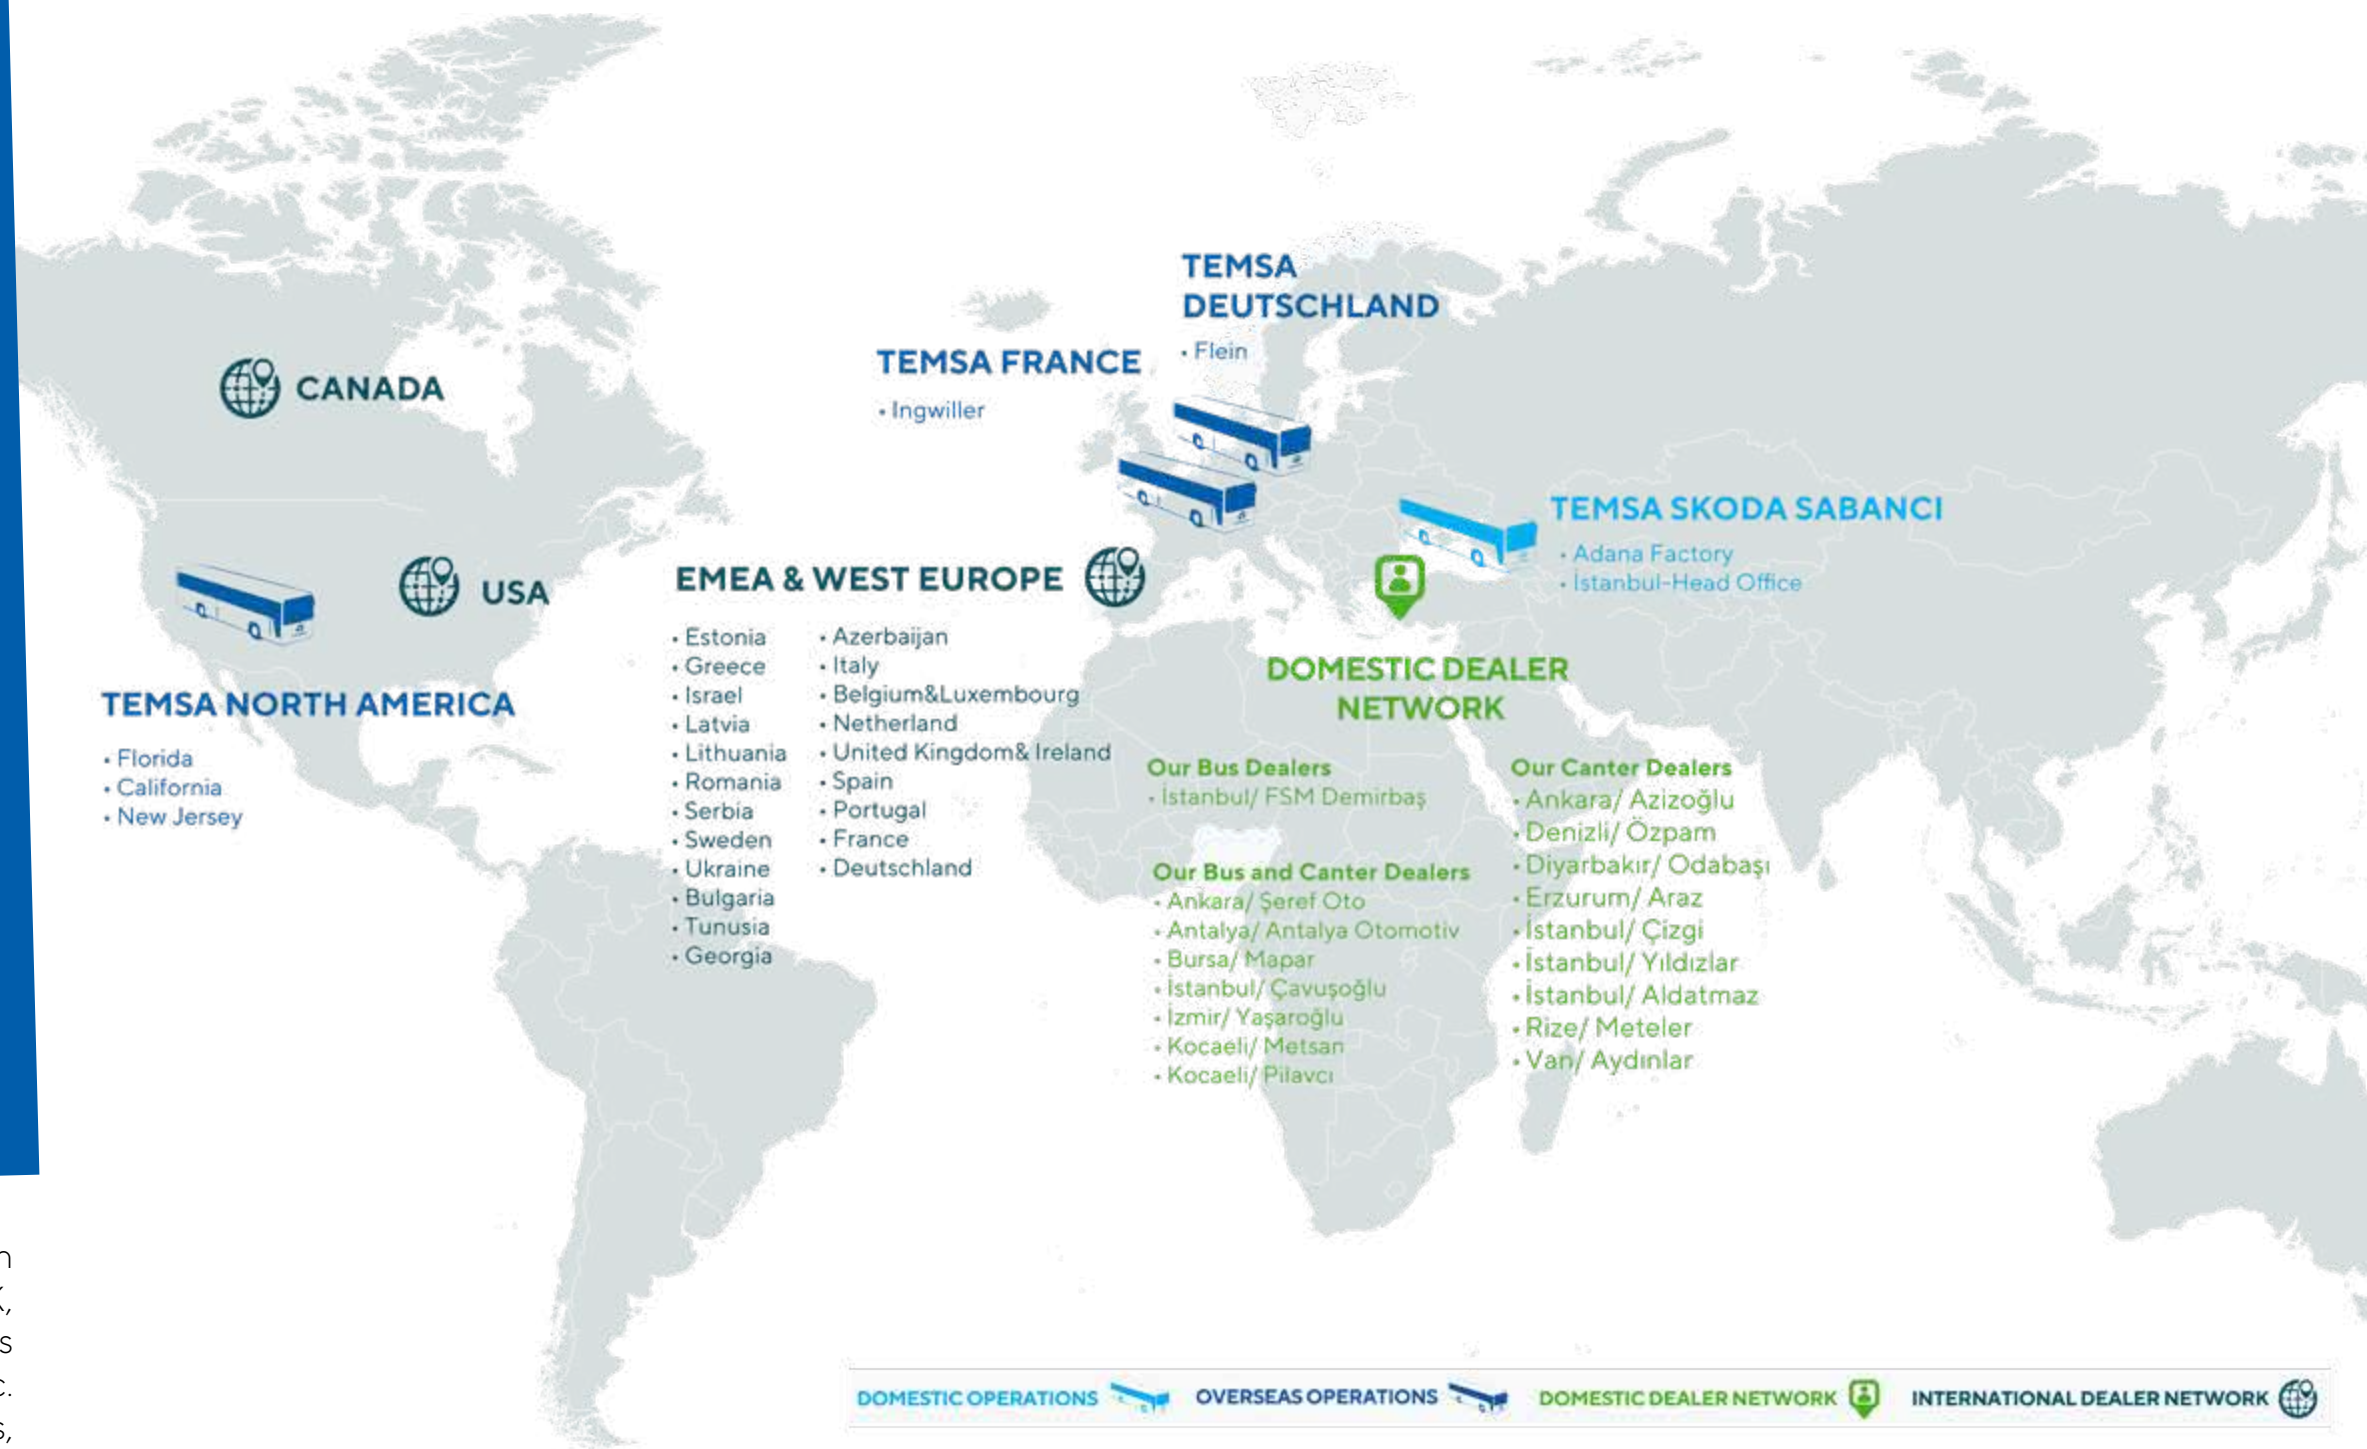 TEMSA
DEUTSCHLAND
• Flein
TEMSA FRANCE
• Ingwiller
CANADA
USA
TEMSA NORTH AMERICA
• Florida
• California
• New Jersey
EMEA & WEST EUROPE
• Estonia
• Greece
• Israel
• Latvia
• Lithuania
• Romania
• Serbia
• Sweden
• Ukraine
• Bulgaria
• Tunusia
• Georgia
• Azerbaijan
• Italy
• Belgium&Luxembourg
• Netherland
• United Kingdom& Ireland
• Spain
• Portugal
• France
• Deutschland
TEMSA SKODA SABANCI
• Adana Factory
• İstanbul-Head Office
DOMESTIC DEALER
NETWORK
Our Bus Dealers
• İstanbul/ FSM Demirbaş
Our Bus and Canter Dealers
• Ankara/ Şeref Oto
• Antalya/ Antalya Otomotiv
• Bursa/ Mapar
• İstanbul/ Çavuşoğlu
• İzmir/ Yaşaroğlu
• Kocaeli/ Metsan
• Kocaeli/ Pilavcı
Our Canter Dealers
• Ankara/ Azizoğlu
• Denizli/ Özpam
• Diyarbakır/ Odabaşı
• Erzurum/ Araz
• İstanbul/ Çizgi
• İstanbul/ Yıldızlar
• İstanbul/ Aldatmaz
• Rize/ Meteler
• Van/ Aydınlar
DOMESTIC OPERATIONS
OVERSEAS OPERATIONS
DOMESTIC DEALER NETWORK
INTERNATIONAL DEALER NETWORK